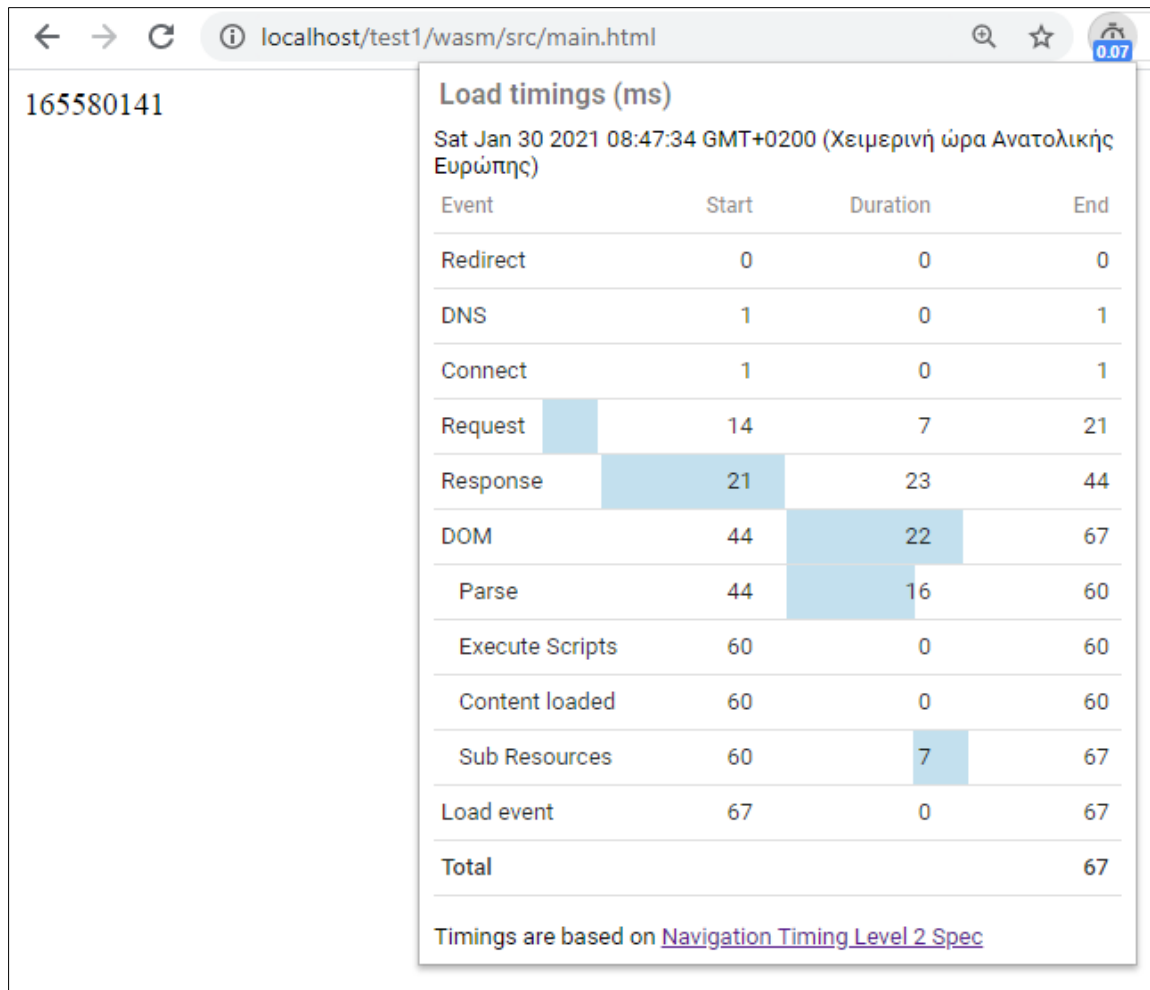 localhost/test1/wasm/src/main.html
0.07
165580141
Load timings (ms)
Sat Jan 30 2021 08:47:34 GMT+0200 (Χειμερινή ώρα Ανατολικής
Ευρώπης)
Event Start Duration End
Redirect 0 0 0
DNS 1 0 1
Connect 1 0 1
Request 14 7 21
Response 21 23 44
DOM 44 22 67
Parse 44 16 60
Execute Scripts 60 0 60
Content loaded 60 0 60
Sub Resources 60 7 67
Load event 67 0 67
Total 67
Timings are based on Navigation Timing Level 2 Spec